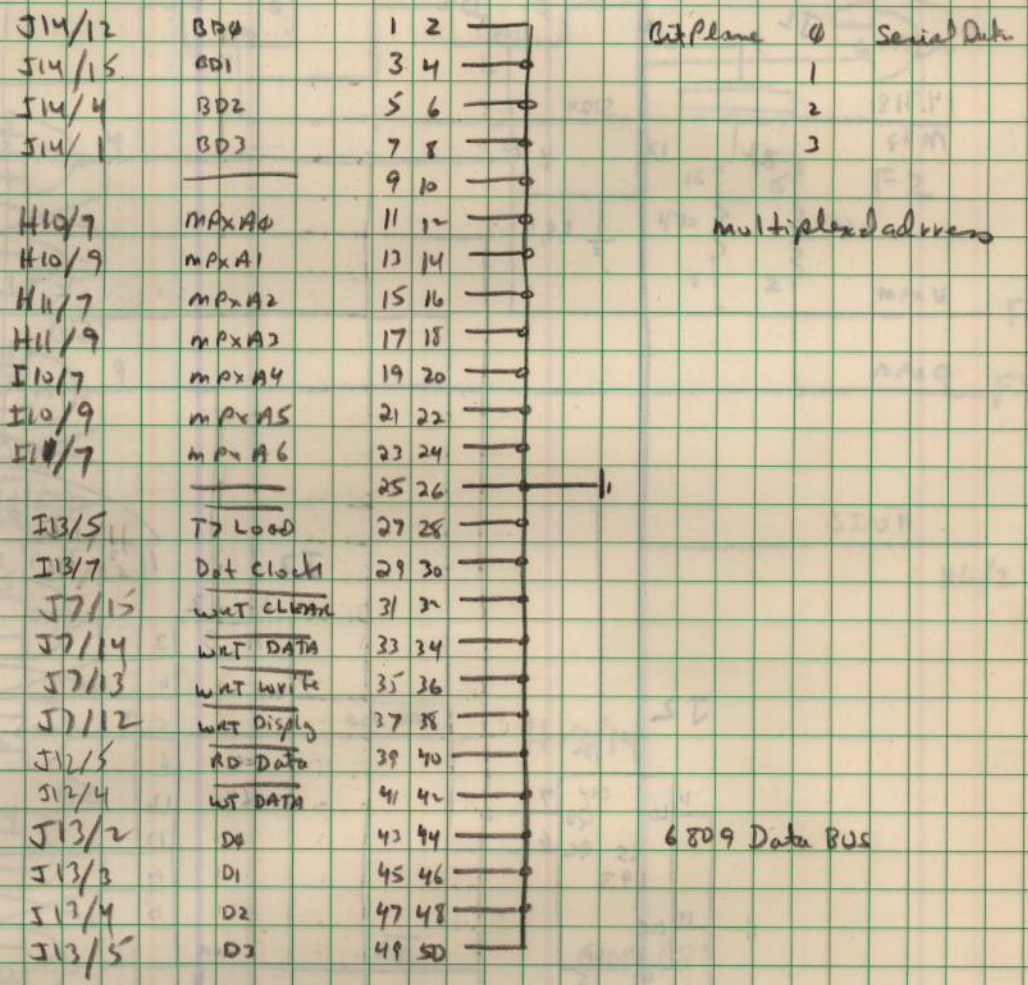 J14/12 BD0 1 2 Bit Plane 0 Serial Data
J14/15 BD1 3 4 1
J14/4 BD2 5 6 2
J14/1 BD3 7 8 3
9 10
H10/7 MPXA0 11 12 multiplexd adrress
H10/9 MPXA1 13 14
H11/7 MPXA2 15 16
H11/9 MPXA3 17 18
I10/7 MPXA4 19 20
I10/9 MPXA5 21 22
I11/7 MPXA6 23 24
25 26
I13/5 T7 LOAD 27 28
I13/7 Dot Clock 29 30
J7/15 WRT CLEAR 31 32
J7/14 WRT DATA 33 34
J7/13 WRT Write 35 36
J7/12 WRT Disply 37 38
J12/5 RD Data 39 40
J12/4 WT DATA 41 42
J13/2 D0 43 44 6809 Data BUS
J13/3 D1 45 46
J13/4 D2 47 48
J13/5 D3 49 50